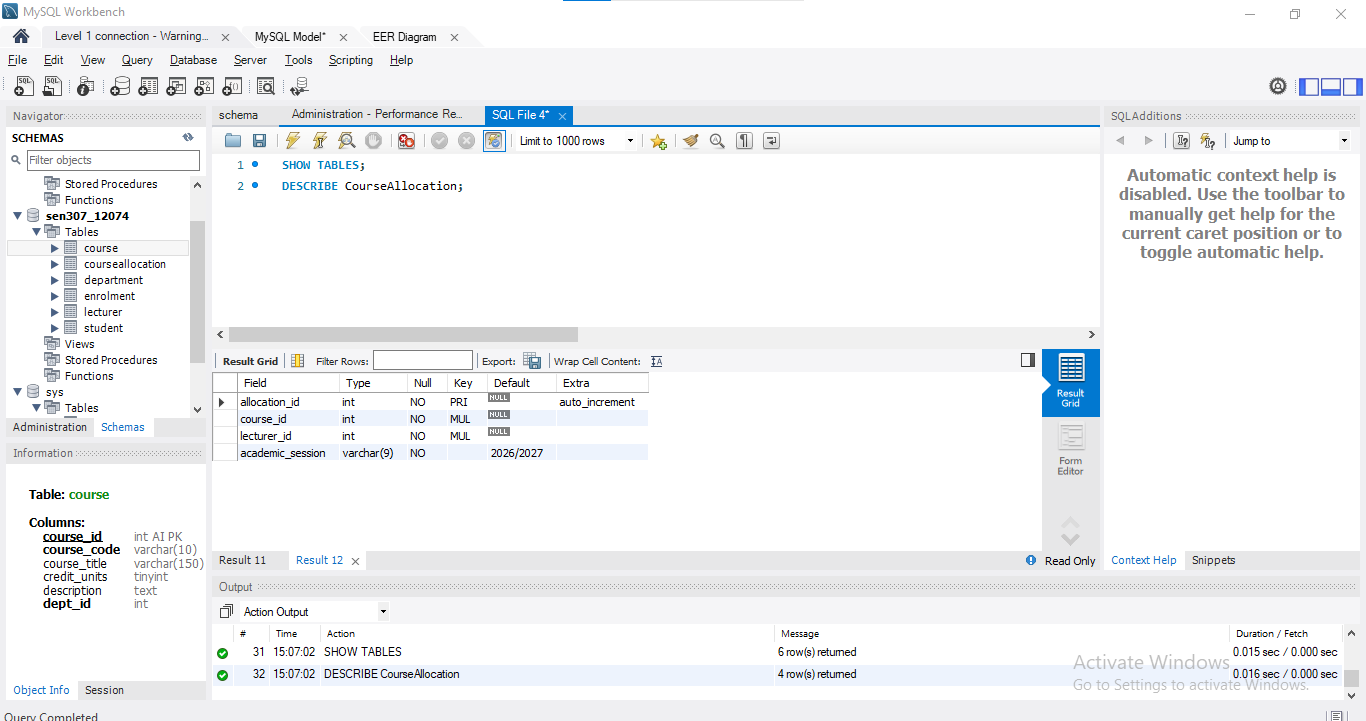 MySQL Workbench
Level 1 connection - Warning... MySQL Model* EER Diagram
File Edit View Query Database Server Tools Scripting Help
Navigator
SCHEMAS
Filter objects
Stored Procedures
Functions
sen307_12074
Tables
course
courseallocation
department
enrolment
lecturer
student
Views
Stored Procedures
Functions
sys
Tables
Administration Schemas
Information
Table: course
Columns:
course_id int AI PK
course_code varchar(10)
course_title varchar(150)
credit_units tinyint
description text
dept_id int
Object Info Session
Query Completed
schema Administration - Performance Re... SQL File 4*
Limit to 1000 rows
1 SHOW TABLES;
2 DESCRIBE CourseAllocation;
Result Grid Filter Rows: Export: Wrap Cell Content:
Field Type Null Key Default Extra
allocation_id int NO PRI NULL auto_increment
course_id int NO MUL NULL
lecturer_id int NO MUL NULL
academic_session varchar(9) NO 2026/2027
Result Grid
Form Editor
Result 11 Result 12 Read Only
SQLAdditions
Jump to
Automatic context help is
disabled. Use the toolbar to
manually get help for the
current caret position or to
toggle automatic help.
Context Help Snippets
Output
Action Output
# Time Action Message Duration / Fetch
31 15:07:02 SHOW TABLES 6 row(s) returned 0.015 sec / 0.000 sec
32 15:07:02 DESCRIBE CourseAllocation 4 row(s) returned 0.016 sec / 0.000 sec
Activate Windows
Go to Settings to activate Windows.